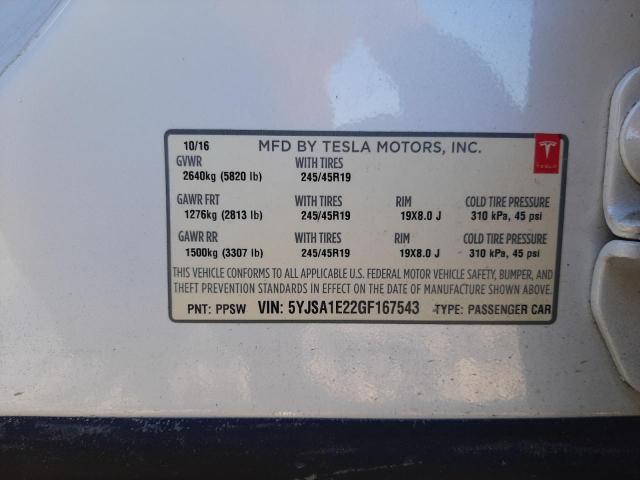 10/16 MFD BY TESLA MOTORS, INC.
GVWR WITH TIRES
2640kg (5820 lb) 245/45R19
TESLA
GAWR FRT WITH TIRES RIM COLD TIRE PRESSURE
1276kg (2813 lb) 245/45R19 19X8.0 J 310 kPa, 45 psi
GAWR RR WITH TIRES RIM COLD TIRE PRESSURE
1500kg (3307 lb) 245/45R19 19X8.0 J 310 kPa, 45 psi
THIS VEHICLE CONFORMS TO ALL APPLICABLE U.S. FEDERAL MOTOR VEHICLE SAFETY, BUMPER, AND
THEFT PREVENTION STANDARDS IN EFFECT ON THE DATE OF MANUFACTURE SHOWN ABOVE.
PNT: PPSW VIN: 5YJSA1E22GF167543 TYPE: PASSENGER CAR